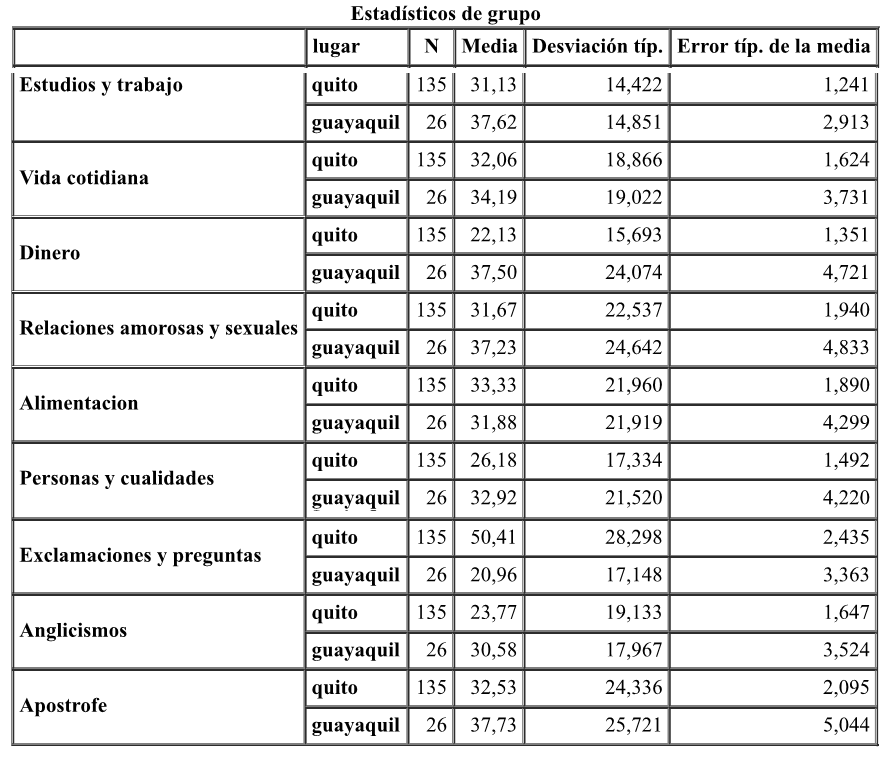 Estadísticos de grupo
lugar N Media Desviación típ. Error típ. de la media
Estudios y trabajo quito 135 31,13 14,422 1,241
guayaquil 26 37,62 14,851 2,913
Vida cotidiana quito 135 32,06 18,866 1,624
guayaquil 26 34,19 19,022 3,731
Dinero quito 135 22,13 15,693 1,351
guayaquil 26 37,50 24,074 4,721
Relaciones amorosas y sexuales quito 135 31,67 22,537 1,940
guayaquil 26 37,23 24,642 4,833
Alimentacion quito 135 33,33 21,960 1,890
guayaquil 26 31,88 21,919 4,299
Personas y cualidades quito 135 26,18 17,334 1,492
guayaquil 26 32,92 21,520 4,220
Exclamaciones y preguntas quito 135 50,41 28,298 2,435
guayaquil 26 20,96 17,148 3,363
Anglicismos quito 135 23,77 19,133 1,647
guayaquil 26 30,58 17,967 3,524
Apostrofe quito 135 32,53 24,336 2,095
guayaquil 26 37,73 25,721 5,044